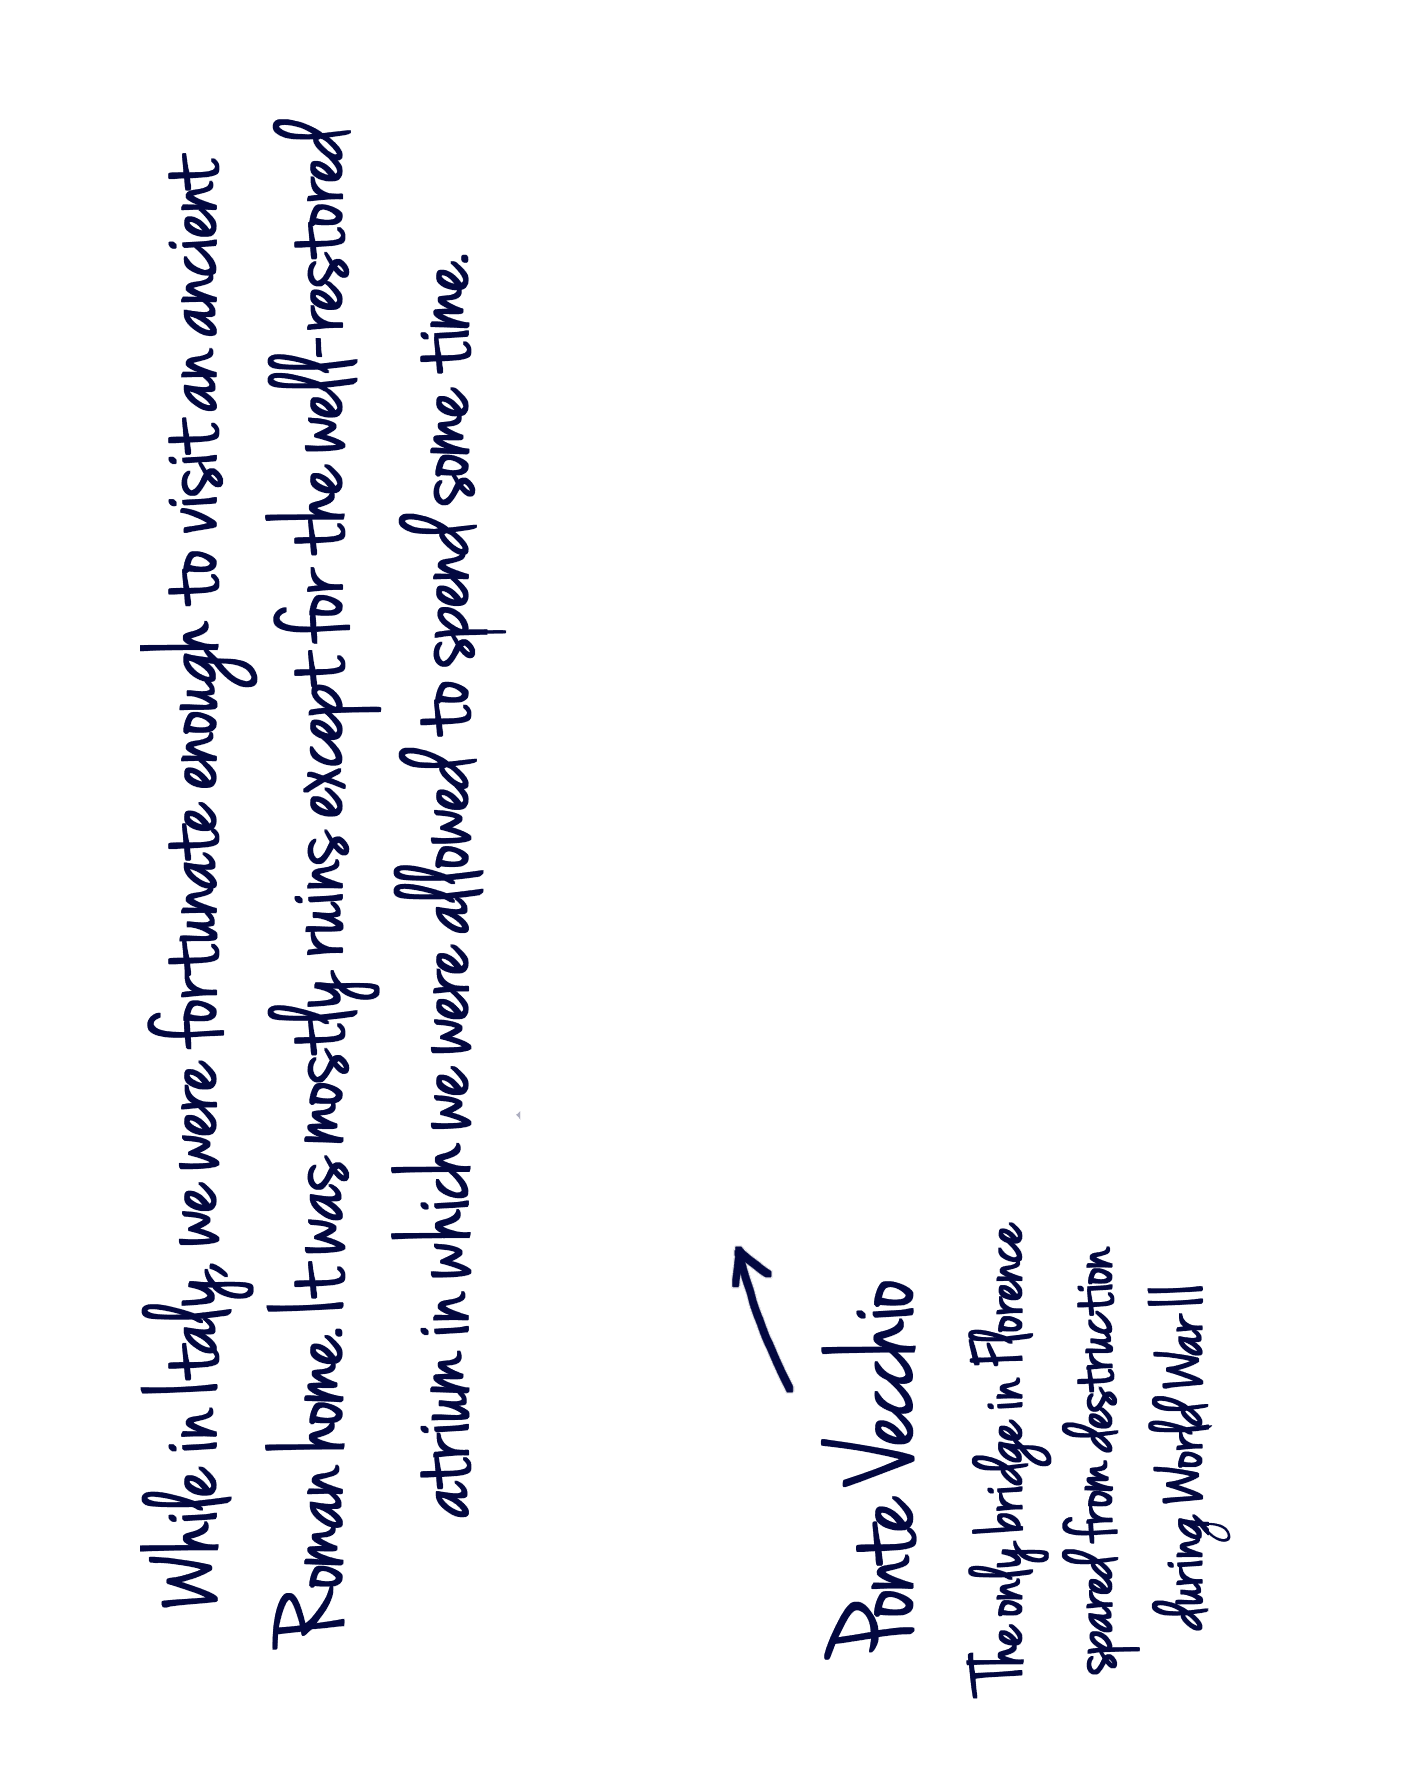 While in Italy, we were fortunate enough to visit an ancient
Roman home. It was mostly ruins except for the well-restored
atrium in which we were allowed to spend some time.
Ponte Vecchio
The only bridge in Florence
spared from destruction
during World War II